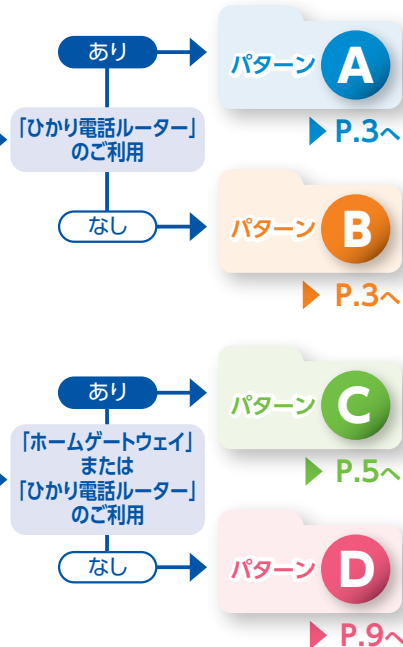 あり
パターン A
P.3へ
「ひかり電話ルーター」
のご利用
なし
パターン B
P.3へ
あり
パターン C
P.5へ
「ホームゲートウェイ」
または
「ひかり電話ルーター」
のご利用
なし
パターン D
P.9へ